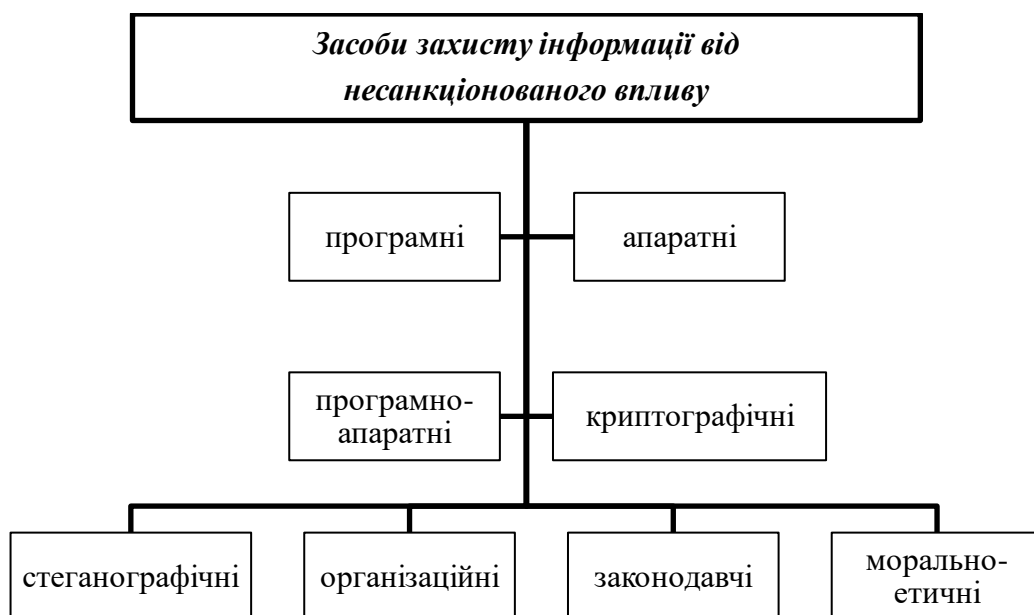 Засоби захисту інформації від
несанкціонованого впливу
програмні
апаратні
програмно-
апаратні
криптографічні
стеганографічні
організаційні
законодавчі
морально-
етичні